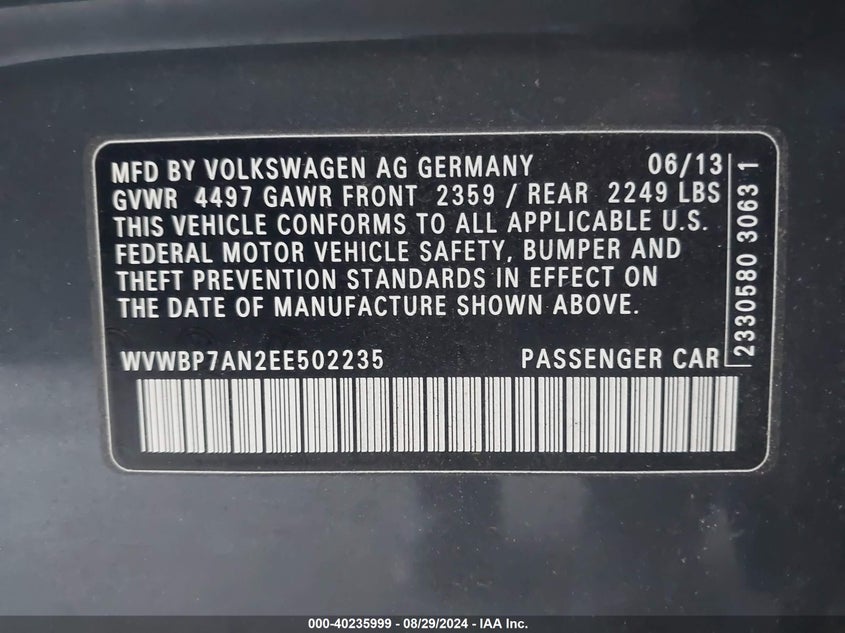 MFD BY VOLKSWAGEN AG GERMANY 06/13
GVWR 4497 GAWR FRONT 2359 / REAR 2249 LBS
THIS VEHICLE CONFORMS TO ALL APPLICABLE U.S.
FEDERAL MOTOR VEHICLE SAFETY, BUMPER AND
THEFT PREVENTION STANDARDS IN EFFECT ON
THE DATE OF MANUFACTURE SHOWN ABOVE.
WVWBP7AN2EE502235 PASSENGER CAR
2330580 3063 1
000-40235999 - 08/29/2024 - IAA Inc.